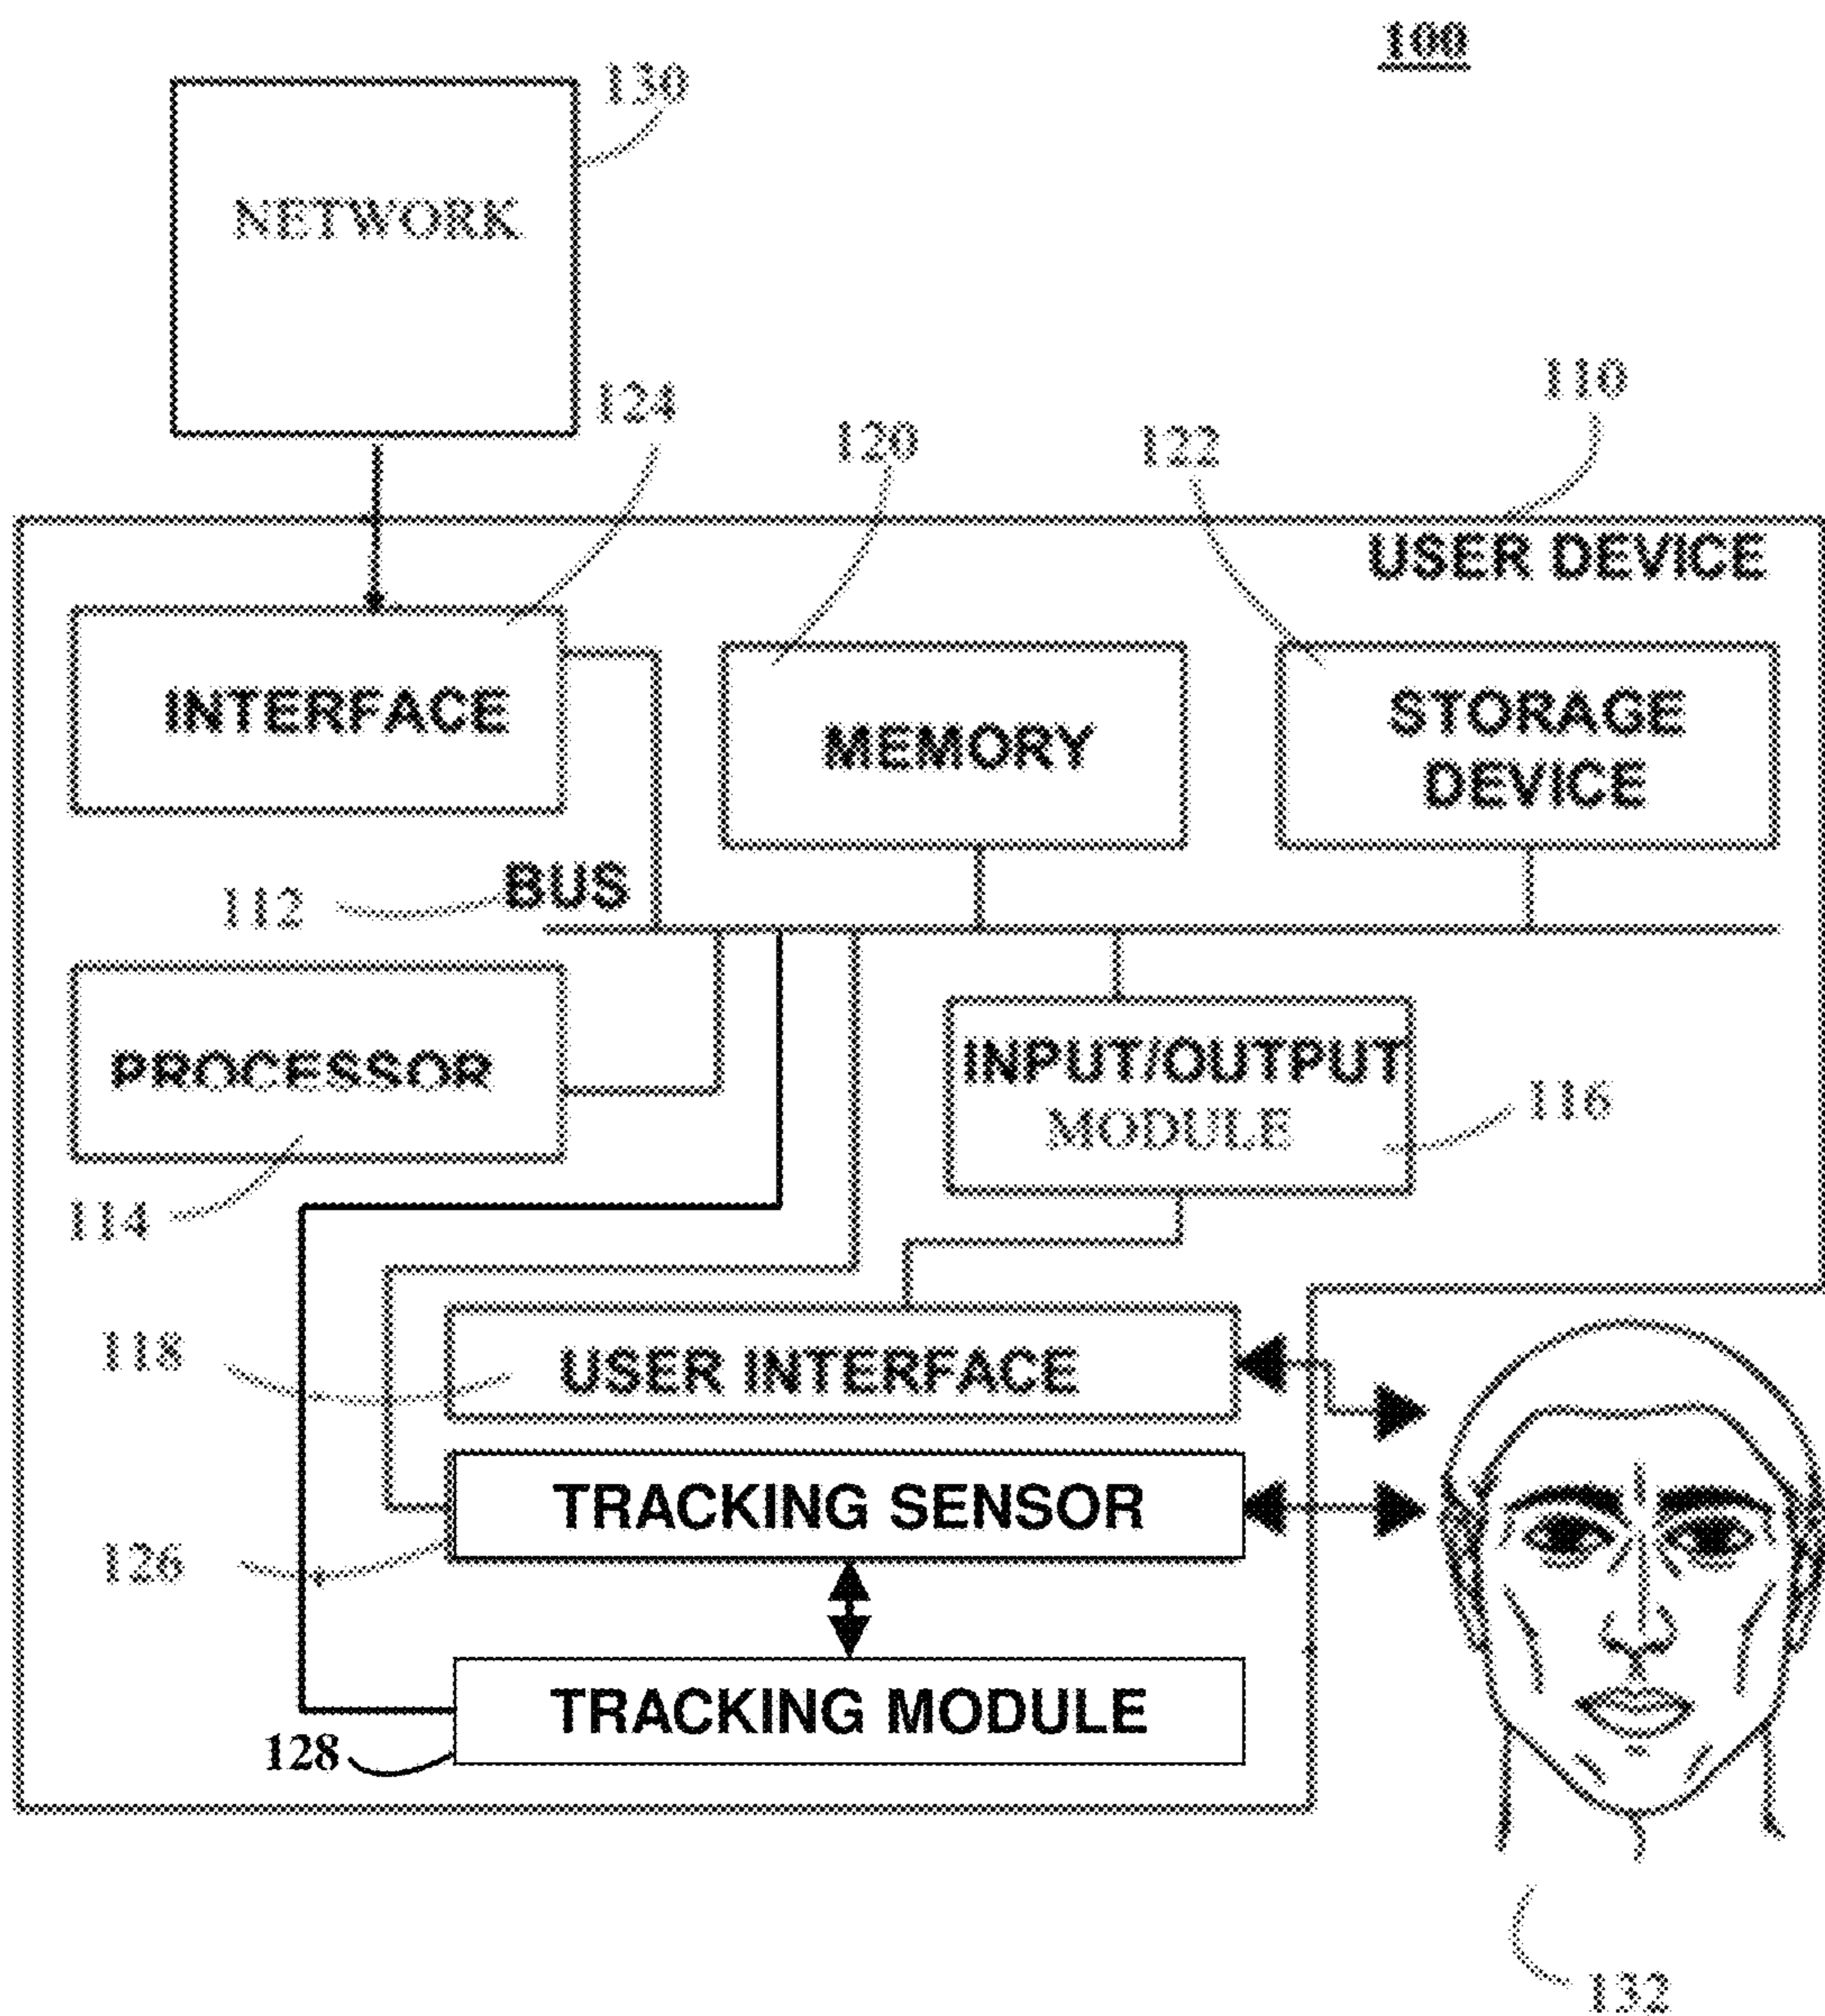 100
130
NETWORK
124
120
122
110
USER DEVICE
INTERFACE
MEMORY
STORAGE
DEVICE
BUS
112
PROCESSOR
INPUT/OUTPUT
MODULE
116
114
118
USER INTERFACE
TRACKING SENSOR
126
TRACKING MODULE
128
132